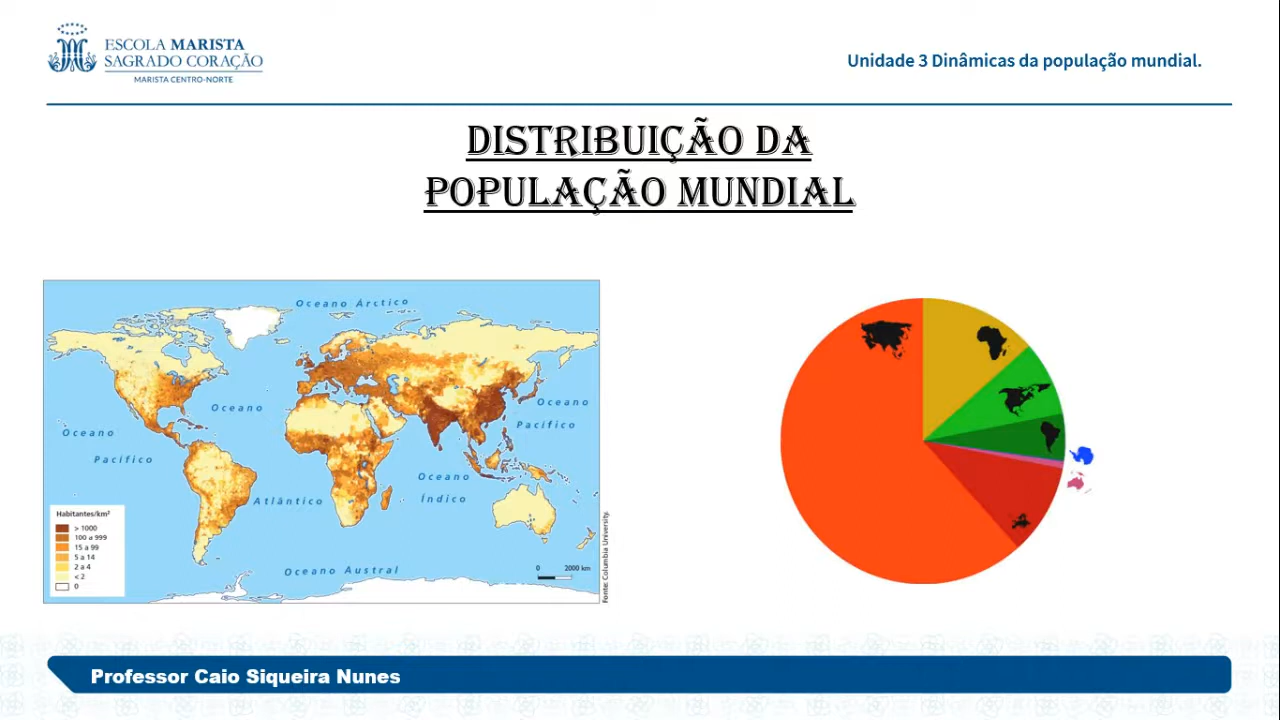 ESCOLA MARISTA
SAGRADO CORAÇÃO
MARISTA CENTRO-NORTE
Unidade 3 Dinâmicas da população mundial.
DISTRIBUIÇÃO DA
POPULAÇÃO MUNDIAL
Oceano Árctico
Oceano
Pacífico
Oceano
Atlântico
Oceano
Pacífico
Oceano
Índico
Oceano Austral
Habitantes/km²
> 1000
100 a 999
15 a 99
5 a 14
2 a 4
< 2
0
0 2000 km
Fonte: Columbia University.
Professor Caio Siqueira Nunes